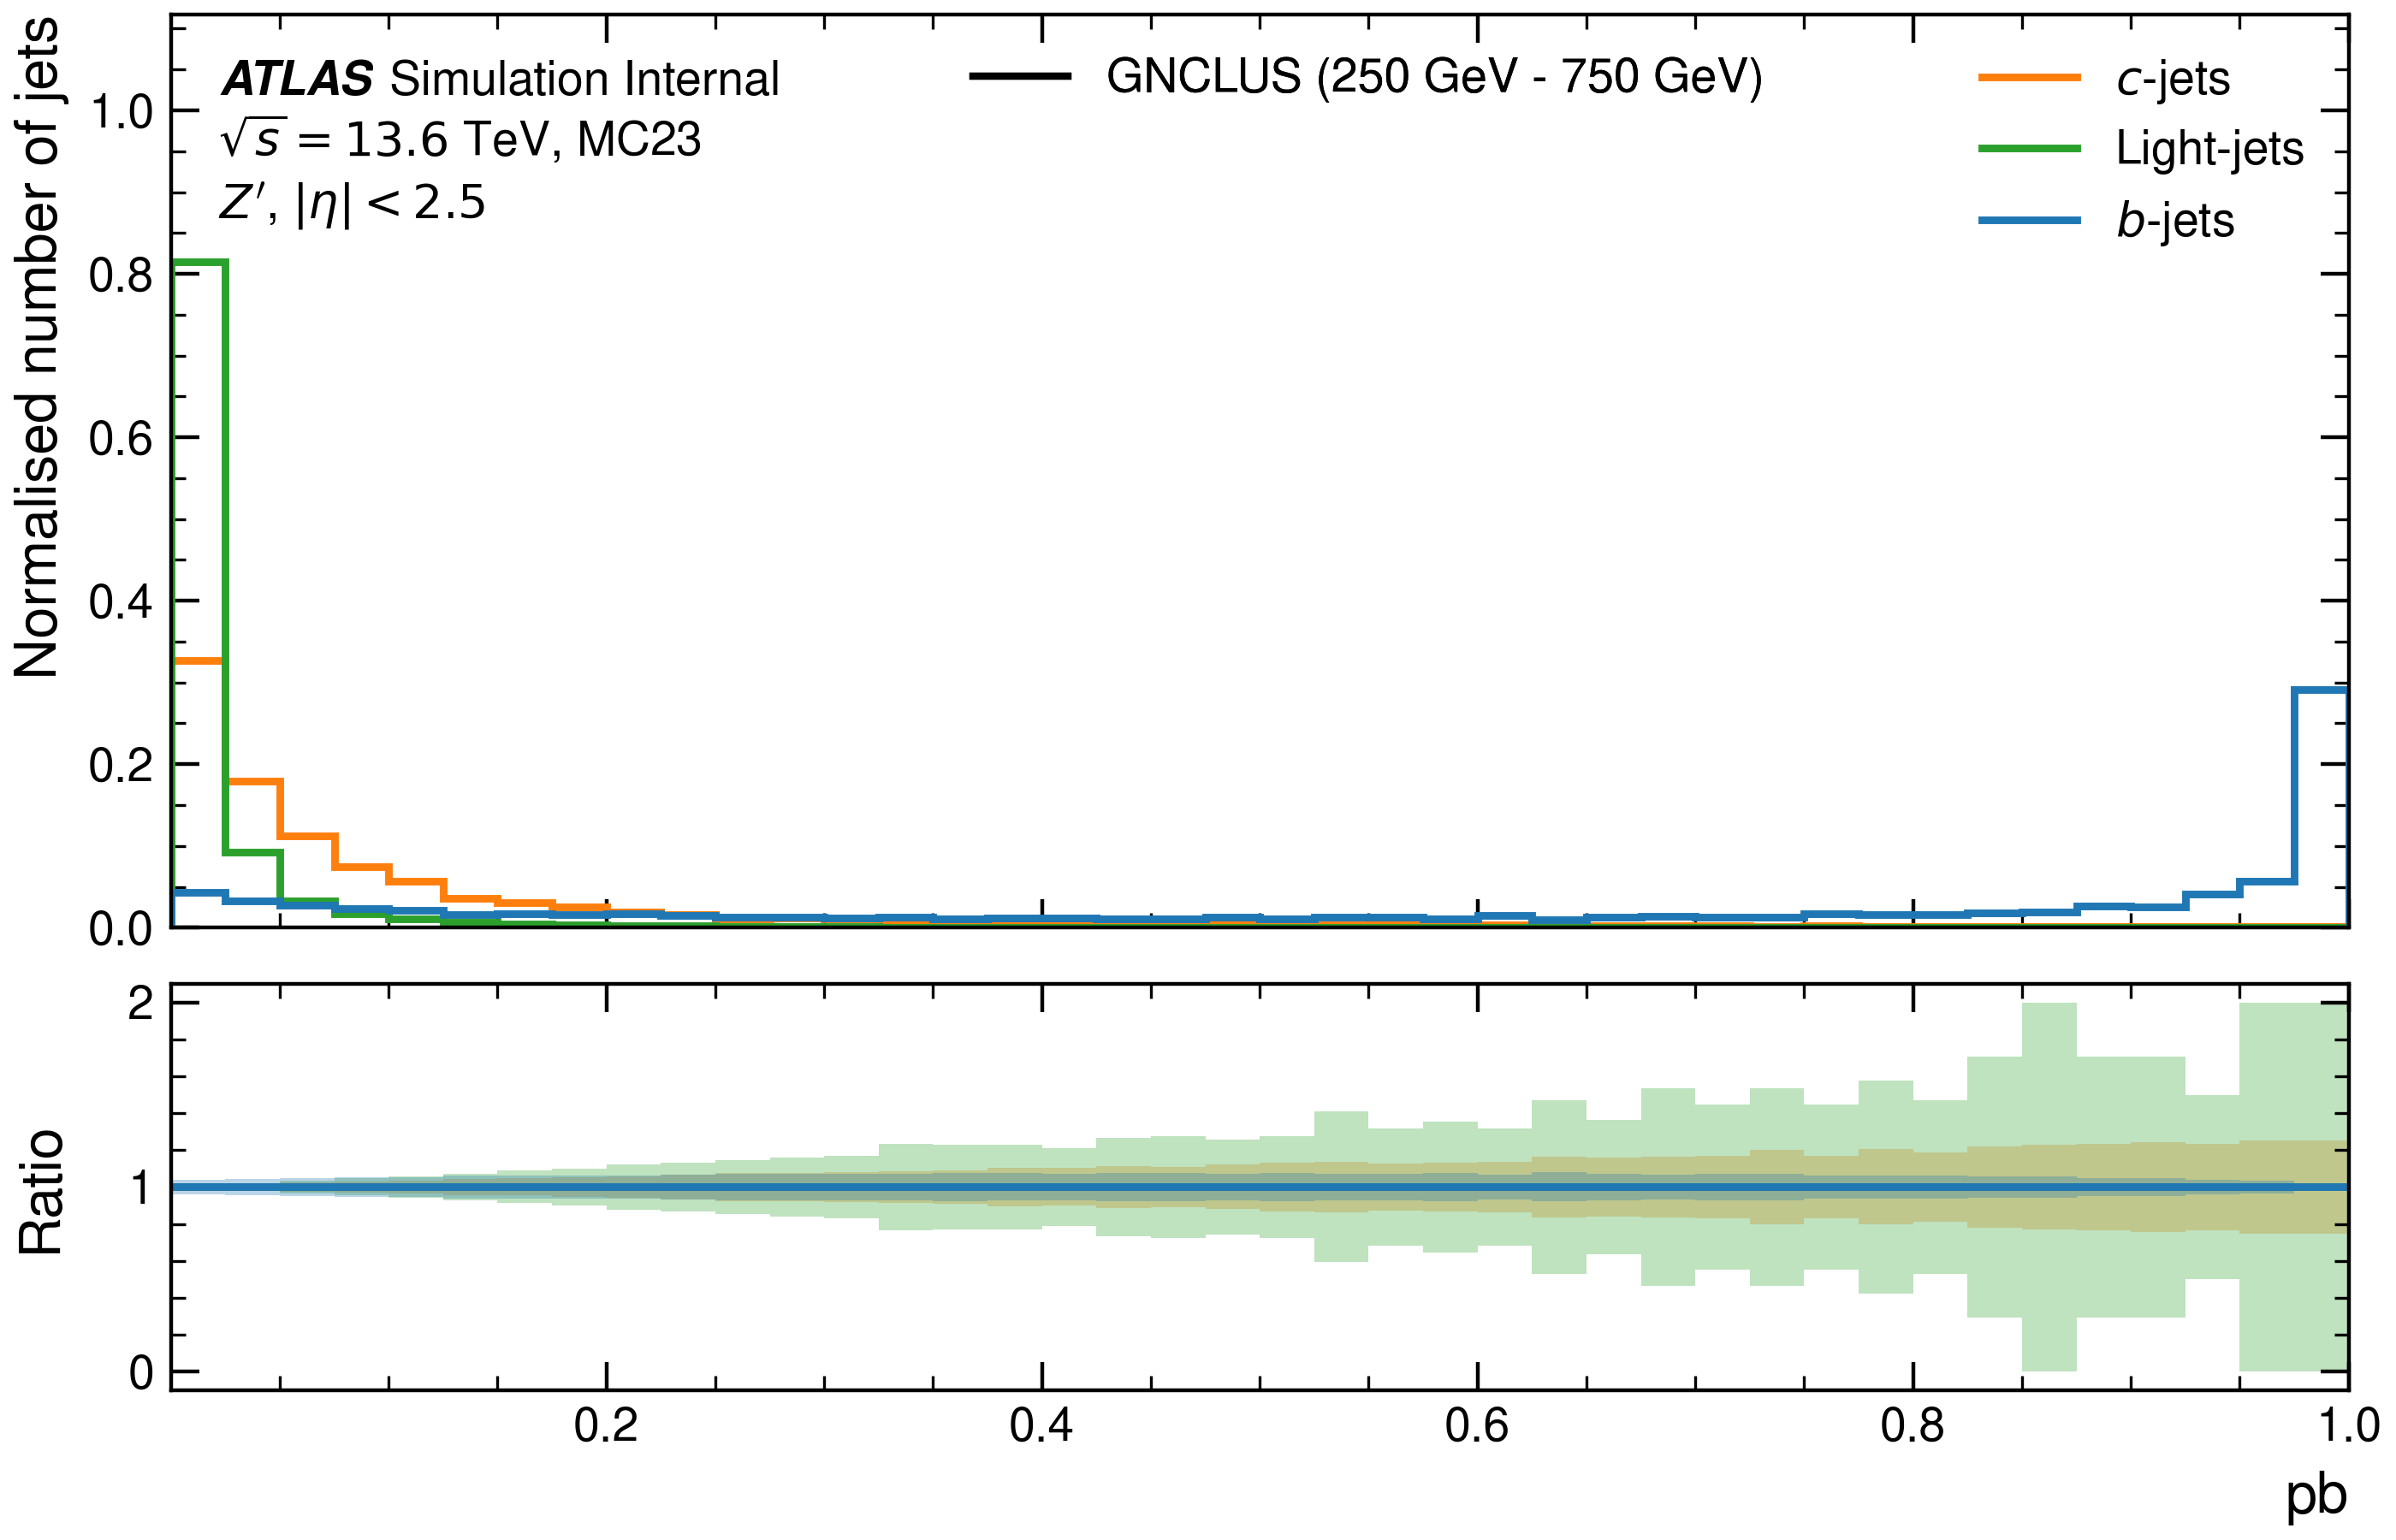 Normalised number of jets
ATLAS Simulation Internal
√s = 13.6 TeV, MC23
Z′, |η| < 2.5
GNCLUS (250 GeV - 750 GeV)
c-jets
Light-jets
b-jets
1.0
0.8
0.6
0.4
0.2
0.0
Ratio
2
1
0
0.2 0.4 0.6 0.8 1.0
pb